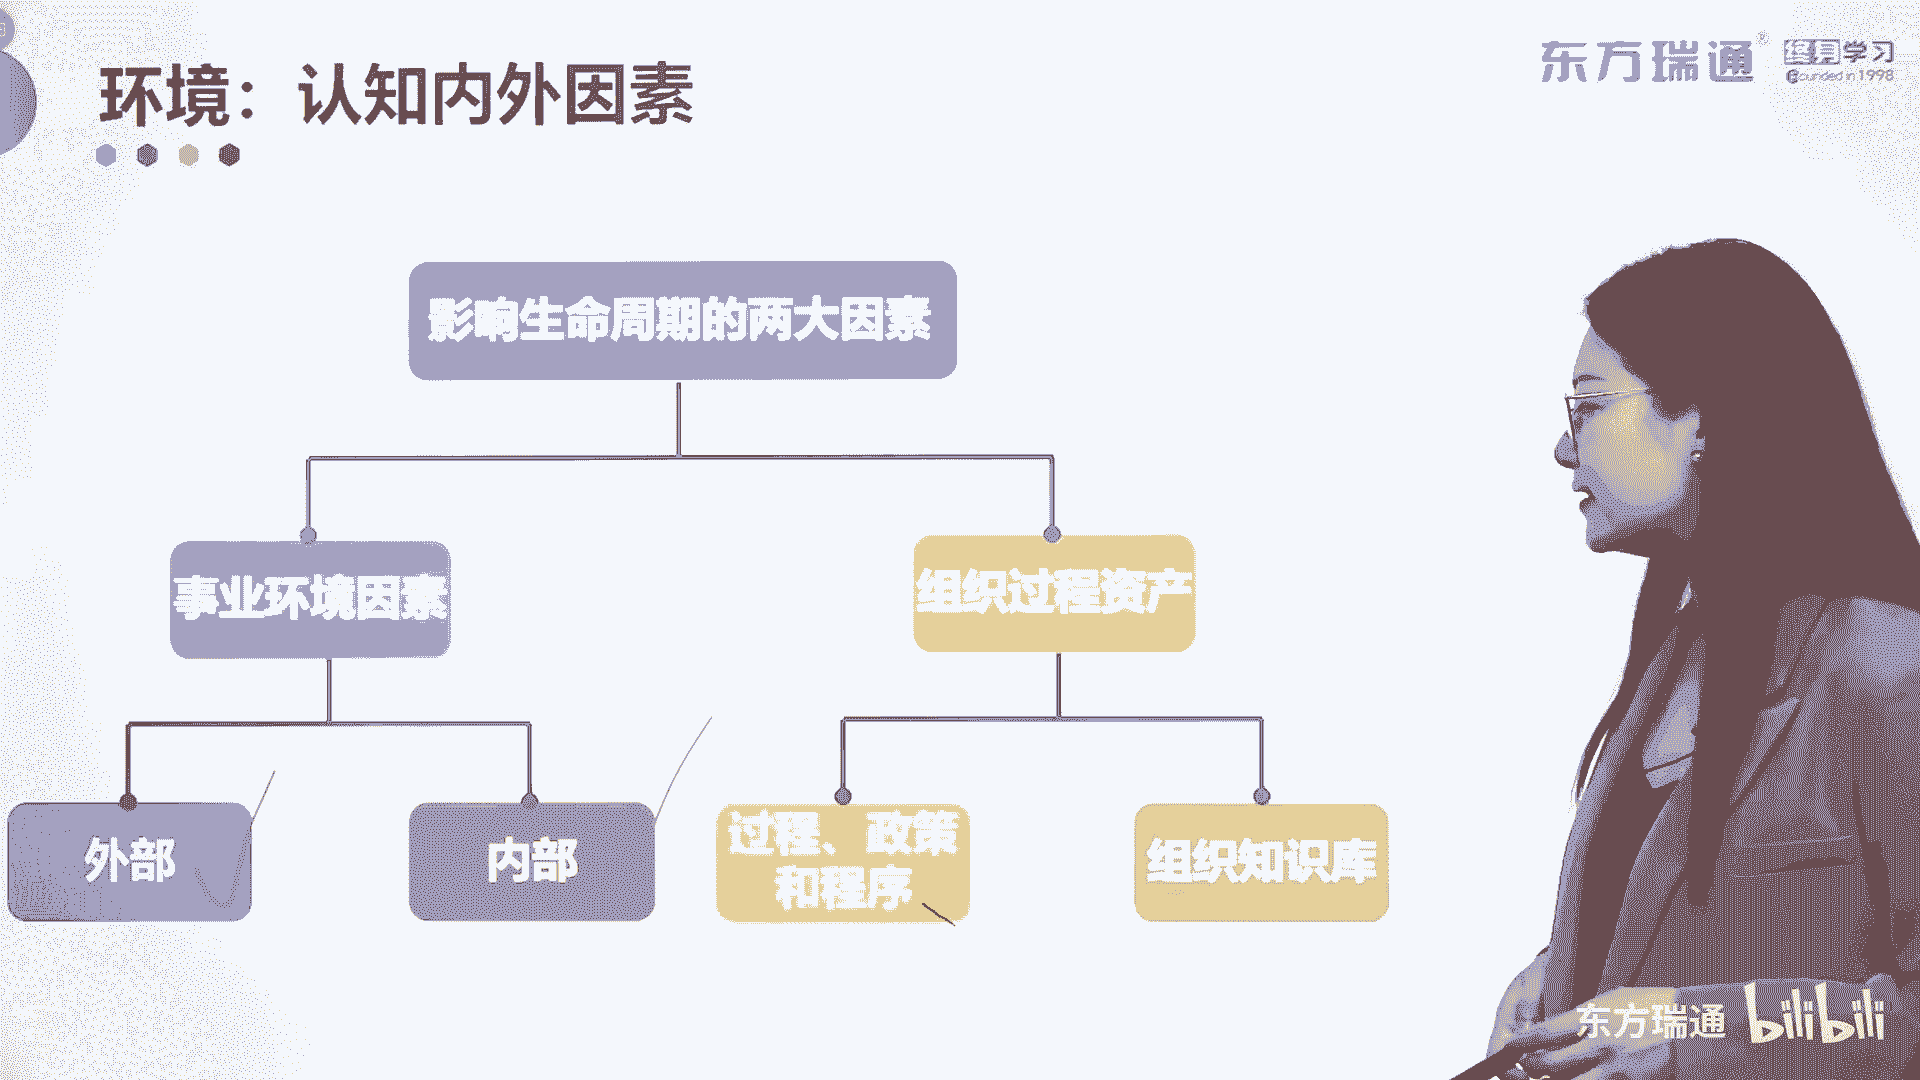 环境：认知内外因素
东方瑞通®
终身学习
Founded in 1998
影响生命周期的两大因素
事业环境因素
组织过程资产
外部
内部
过程、政策
和程序
组织知识库
东方瑞通
bilibili